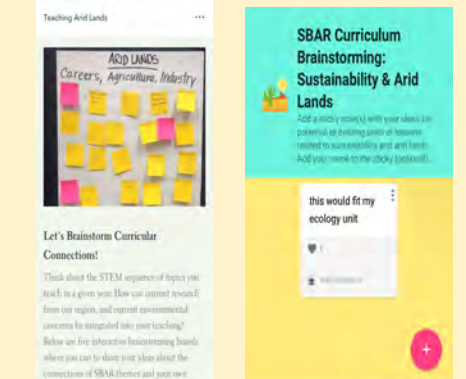 Teaching Arid Lands
ARID LANDS
Careers, Agriculture, Industry
Let's Brainstorm Curricular
Connections!
Think about the STEM sequence of topics you
teach in a given year. How can current research
from our region, and current environmental
concerns be integrated into your teaching?
Below are five interactive brainstorming boards
where you can to share your ideas about the
connections of SBAR themes and your own
SBAR Curriculum
Brainstorming:
Sustainability & Arid
Lands
Add a sticky note(s) with your ideas for
potential or existing units or lessons
related to sustainability and arid lands.
Add your name to the sticky (optional).
this would fit my
ecology unit